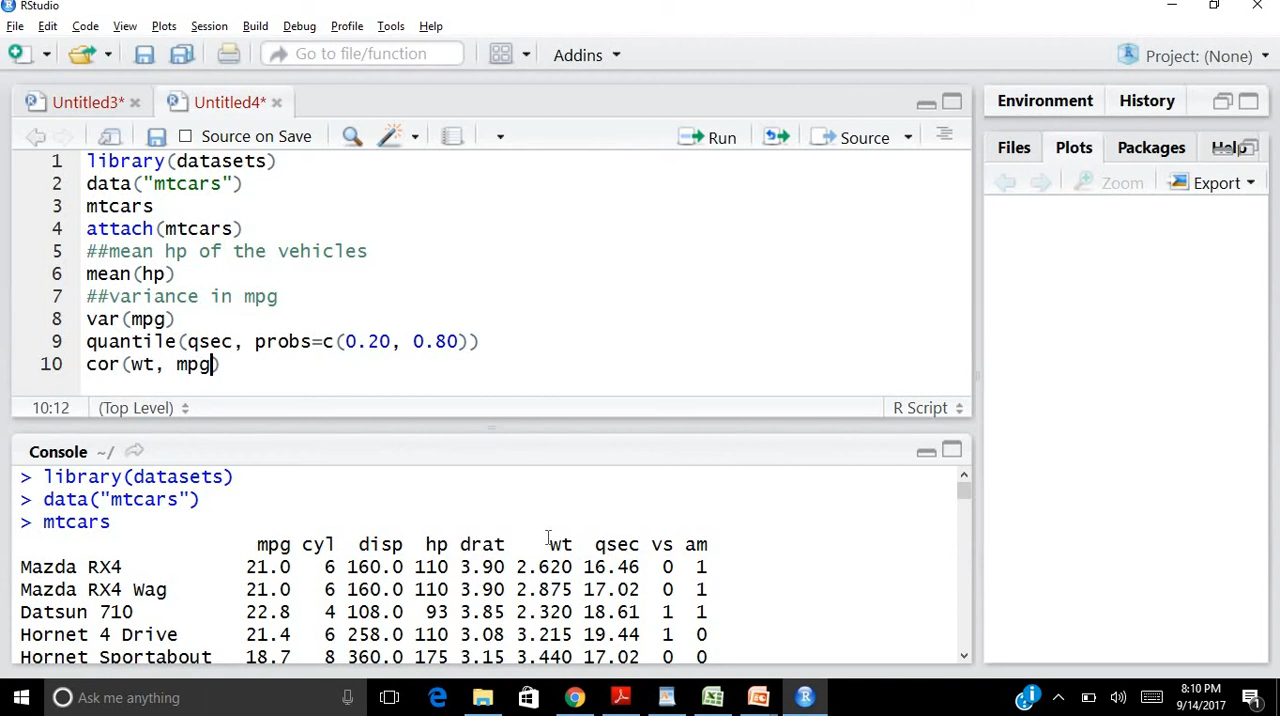 RStudio
File Edit Code View Plots Session Build Debug Profile Tools Help
Go to file/function Addins Project: (None)
Untitled3* Untitled4*
Source on Save Run Source
1 library(datasets)
2 data("mtcars")
3 mtcars
4 attach(mtcars)
5 ##mean hp of the vehicles
6 mean(hp)
7 ##variance in mpg
8 var(mpg)
9 quantile(qsec, probs=c(0.20, 0.80))
10 cor(wt, mpg)
10:12 (Top Level) R Script
Console ~/
> library(datasets)
> data("mtcars")
> mtcars
mpg cyl disp hp drat wt qsec vs am
Mazda RX4 21.0 6 160.0 110 3.90 2.620 16.46 0 1
Mazda RX4 Wag 21.0 6 160.0 110 3.90 2.875 17.02 0 1
Datsun 710 22.8 4 108.0 93 3.85 2.320 18.61 1 1
Hornet 4 Drive 21.4 6 258.0 110 3.08 3.215 19.44 1 0
Hornet Sportabout 18.7 8 360.0 175 3.15 3.440 17.02 0 0
Environment History
Files Plots Packages Help
Zoom Export
Ask me anything
8:10 PM
9/14/2017